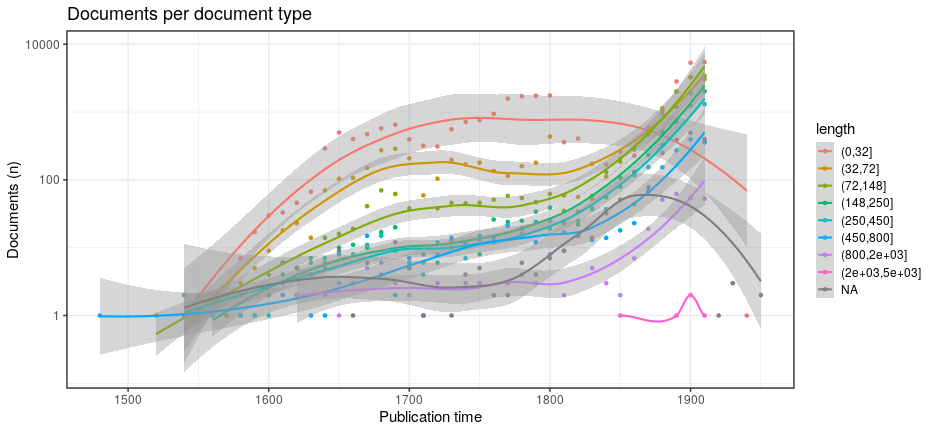 Documents per document type
10000
100
1
Documents (n)
1500 1600 1700 1800 1900
Publication time
length
(0,32]
(32,72]
(72,148]
(148,250]
(250,450]
(450,800]
(800,2e+03]
(2e+03,5e+03]
NA